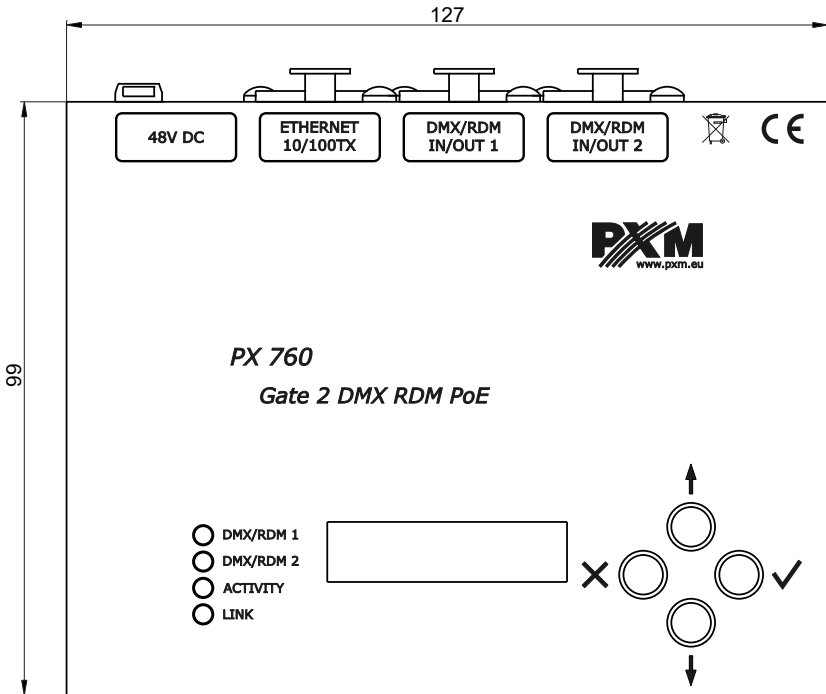 127
48V DC
ETHERNET
10/100TX
DMX/RDM
IN/OUT 1
DMX/RDM
IN/OUT 2
CE
PXM
www.pxm.eu
99
PX 760
Gate 2 DMX RDM PoE
DMX/RDM 1
DMX/RDM 2
ACTIVITY
LINK